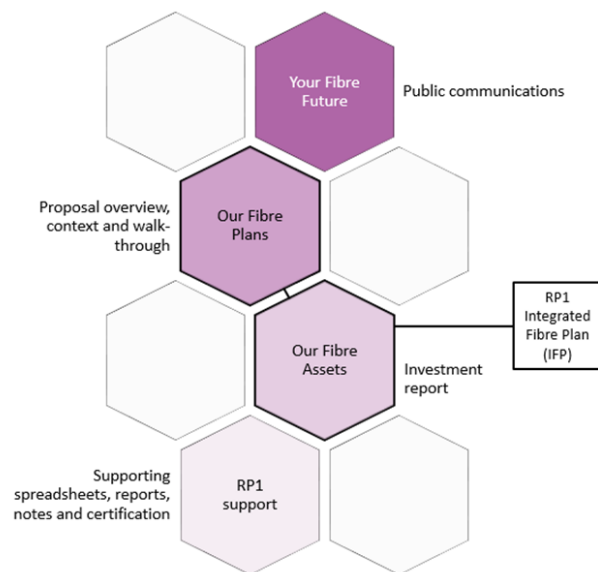 Your Fibre
Future
Public communications
Proposal overview,
context and walk-
through
Our Fibre
Plans
RP1
Integrated
Fibre Plan
(IFP)
Our Fibre
Assets
Investment
report
Supporting
spreadsheets, reports,
notes and certification
RP1
support